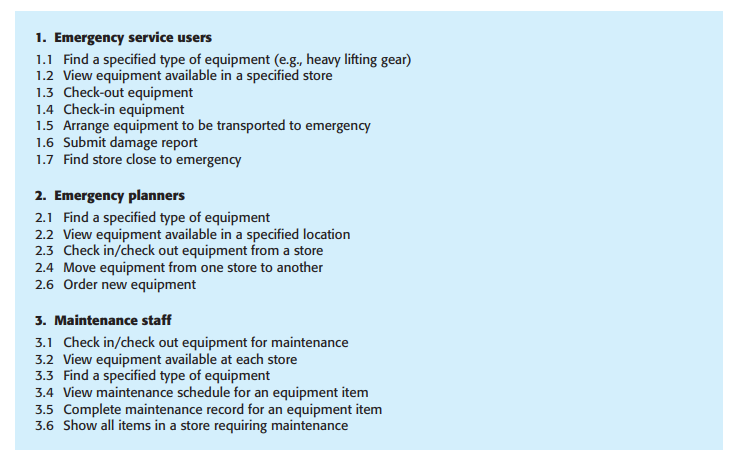 1. Emergency service users
1.1 Find a specified type of equipment (e.g., heavy lifting gear)
1.2 View equipment available in a specified store
1.3 Check-out equipment
1.4 Check-in equipment
1.5 Arrange equipment to be transported to emergency
1.6 Submit damage report
1.7 Find store close to emergency
2. Emergency planners
2.1 Find a specified type of equipment
2.2 View equipment available in a specified location
2.3 Check in/check out equipment from a store
2.4 Move equipment from one store to another
2.6 Order new equipment
3. Maintenance staff
3.1 Check in/check out equipment for maintenance
3.2 View equipment available at each store
3.3 Find a specified type of equipment
3.4 View maintenance schedule for an equipment item
3.5 Complete maintenance record for an equipment item
3.6 Show all items in a store requiring maintenance